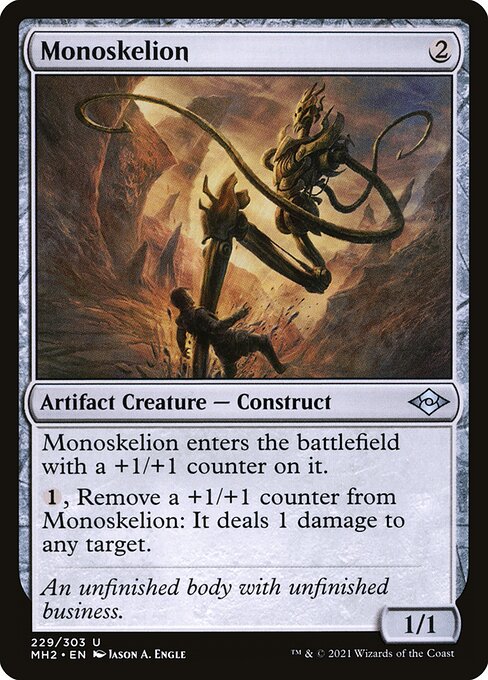 Monoskelion 2
Artifact Creature — Construct
Monoskelion enters the battlefield
with a +1/+1 counter on it.
1, Remove a +1/+1 counter from
Monoskelion: It deals 1 damage to
any target.
An unfinished body with unfinished
business.
1/1
229/303 U
MH2 • EN Jason A. Engle
™ & © 2021 Wizards of the Coast